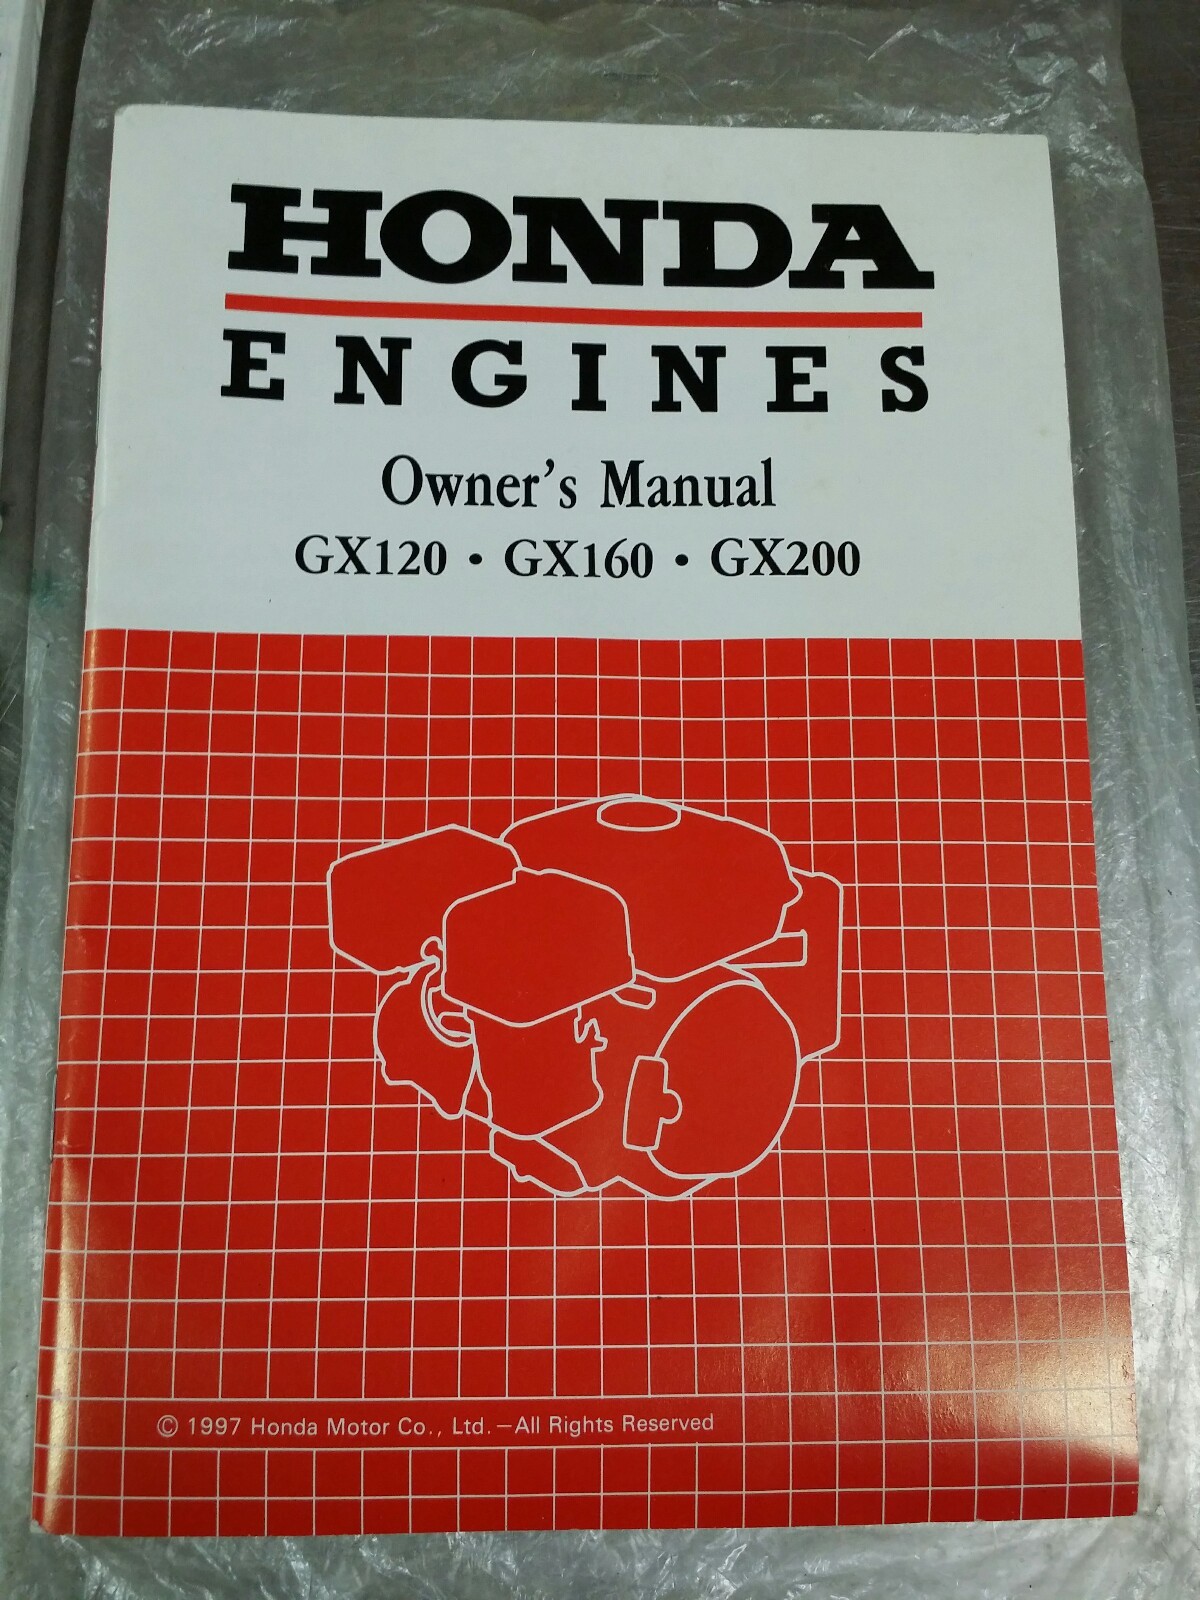 HONDA
ENGINES
Owner's Manual
GX120 • GX160 • GX200
© 1997 Honda Motor Co., Ltd. —All Rights Reserved